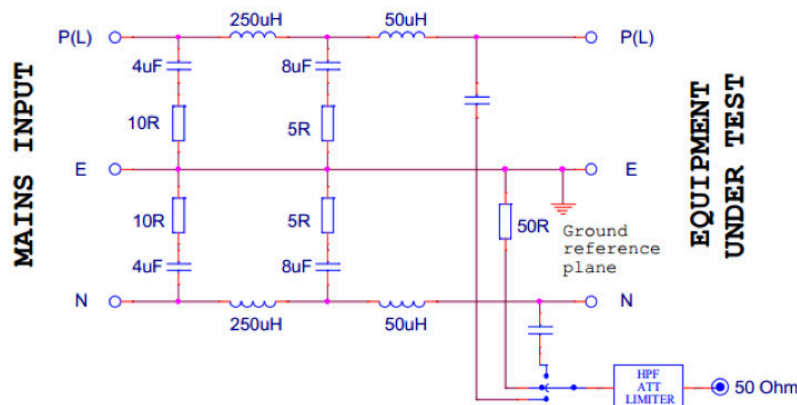 250uH
50uH
P(L)
P(L)
4uF
8uF
10R
5R
MAINS INPUT
E
E
EQUIPMENT
UNDER TEST
10R
5R
50R
Ground
reference
plane
4uF
8uF
N
N
250uH
50uH
HPF
ATT
LIMITER
50 Ohm